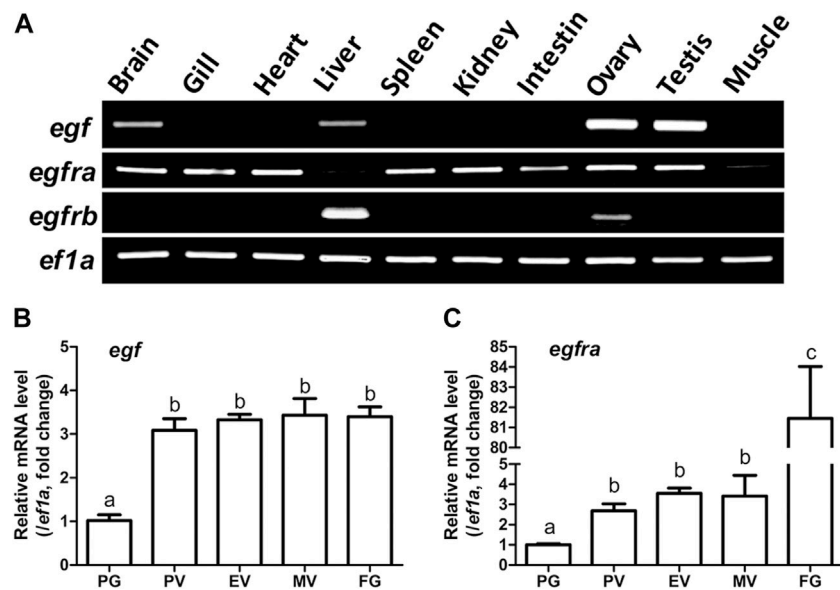 A
Brain Gill Heart Liver Spleen Kidney Intestin Ovary Testis Muscle
egf
egfra
egfrb
ef1a
B
egf
Relative mRNA level
(/ef1a, fold change)
5
4
3
2
1
0
a
b
b
b
b
PG PV EV MV FG
C
egfra
Relative mRNA level
(/ef1a, fold change)
85
84
83
82
81
80
5
4
3
2
1
0
a
b
b
b
c
PG PV EV MV FG